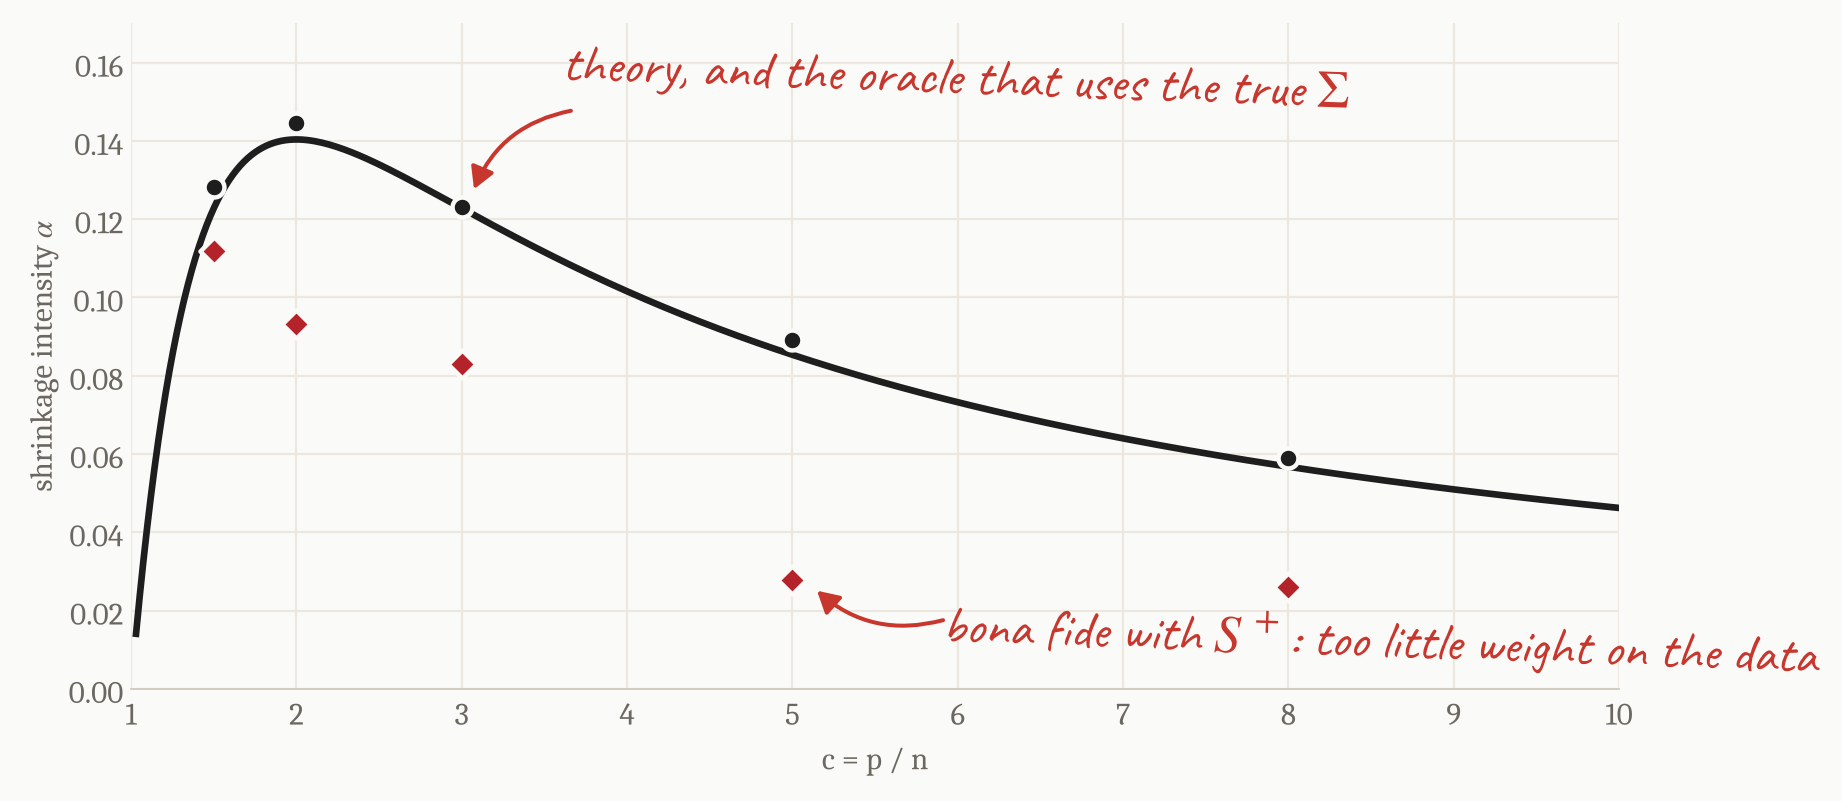 theory, and the oracle that uses the true Σ
0.16
0.14
0.12
0.10
0.08
0.06
0.04
0.02
0.00
shrinkage intensity α
bona fide with S⁺: too little weight on the data
1 2 3 4 5 6 7 8 9 10
c = p / n